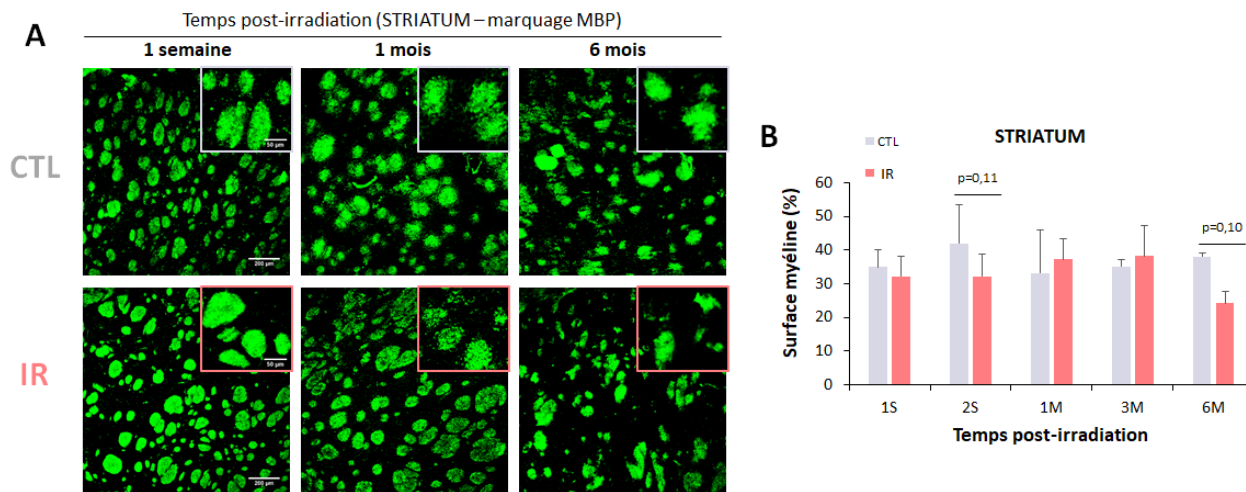 A
Temps post-irradiation (STRIATUM – marquage MBP)
1 semaine
1 mois
6 mois
CTL
50 µm
200 µm
IR
50 µm
200 µm
B
STRIATUM
CTL
IR
p=0,11
p=0,10
Surface myéline (%)
60
50
40
30
20
10
0
1S
2S
1M
3M
6M
Temps post-irradiation